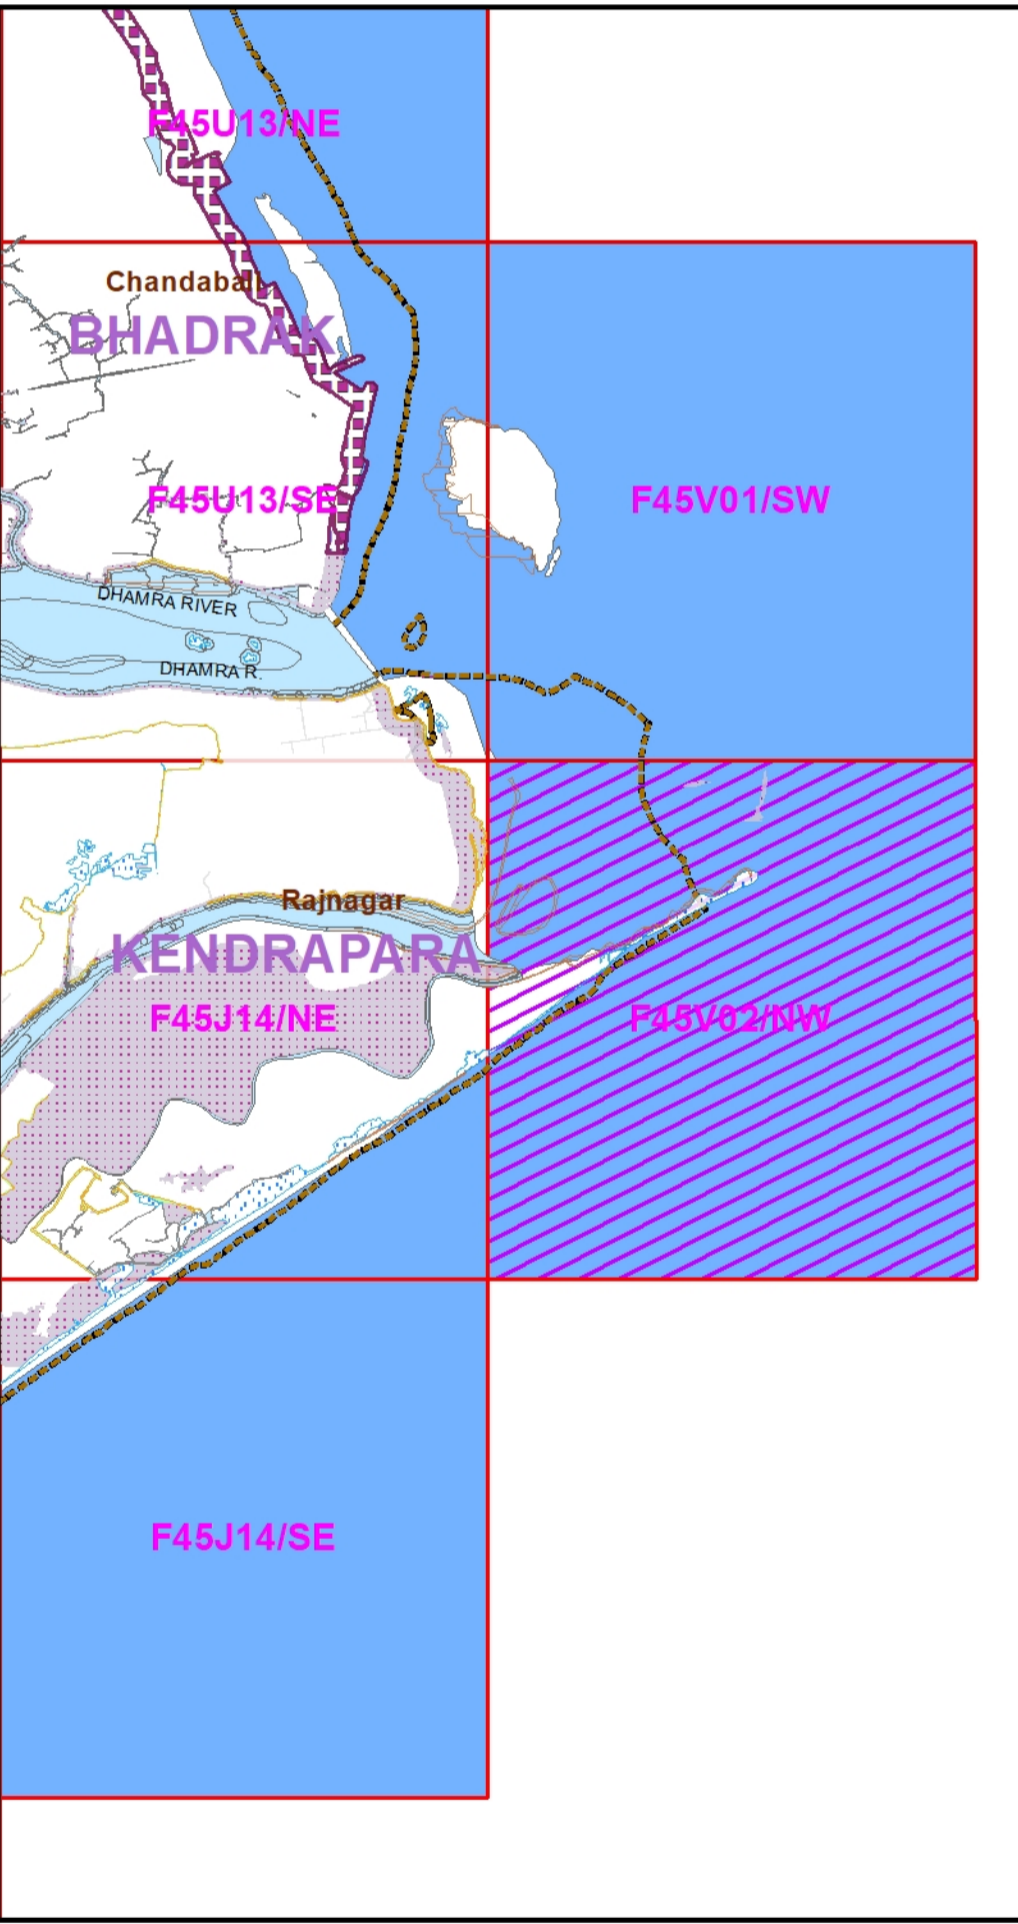 F45U13/NE
Chandabali
BHADRAK
F45U13/SE
F45V01/SW
DHAMRA RIVER
DHAMRA R.
Rajnagar
KENDRAPARA
F45J14/NE
F45V02/NW
F45J14/SE